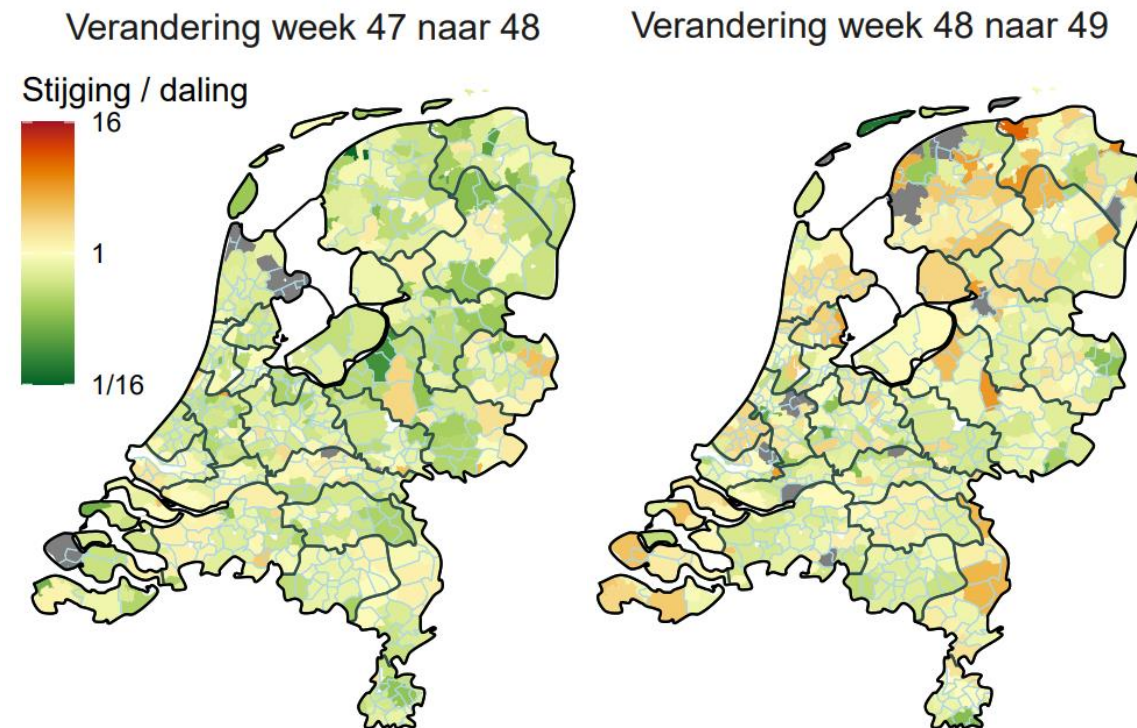 Verandering week 47 naar 48
Verandering week 48 naar 49
Stijging / daling
16
1
1/16